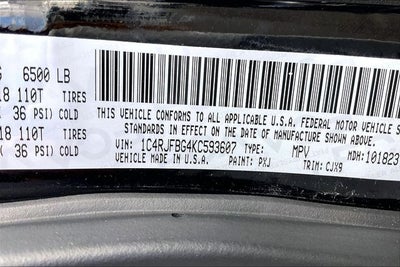 G 6500 LB
18 110T TIRES
( 36 PSI) COLD
18 110T TIRES
( 36 PSI) COLD
THIS VEHICLE CONFORMS TO ALL APPLICABLE U.S.A. FEDERAL MOTOR VEHICLE S
STANDARDS IN EFFECT ON THE DATE OF MANUFACTURE SHOWN ABOVE.
VIN: 1C4RJFBG4KC593607 TYPE: MPV MDH: 101823
VEHICLE MADE IN U.S.A. PAINT: PXJ TRIM: CJX9